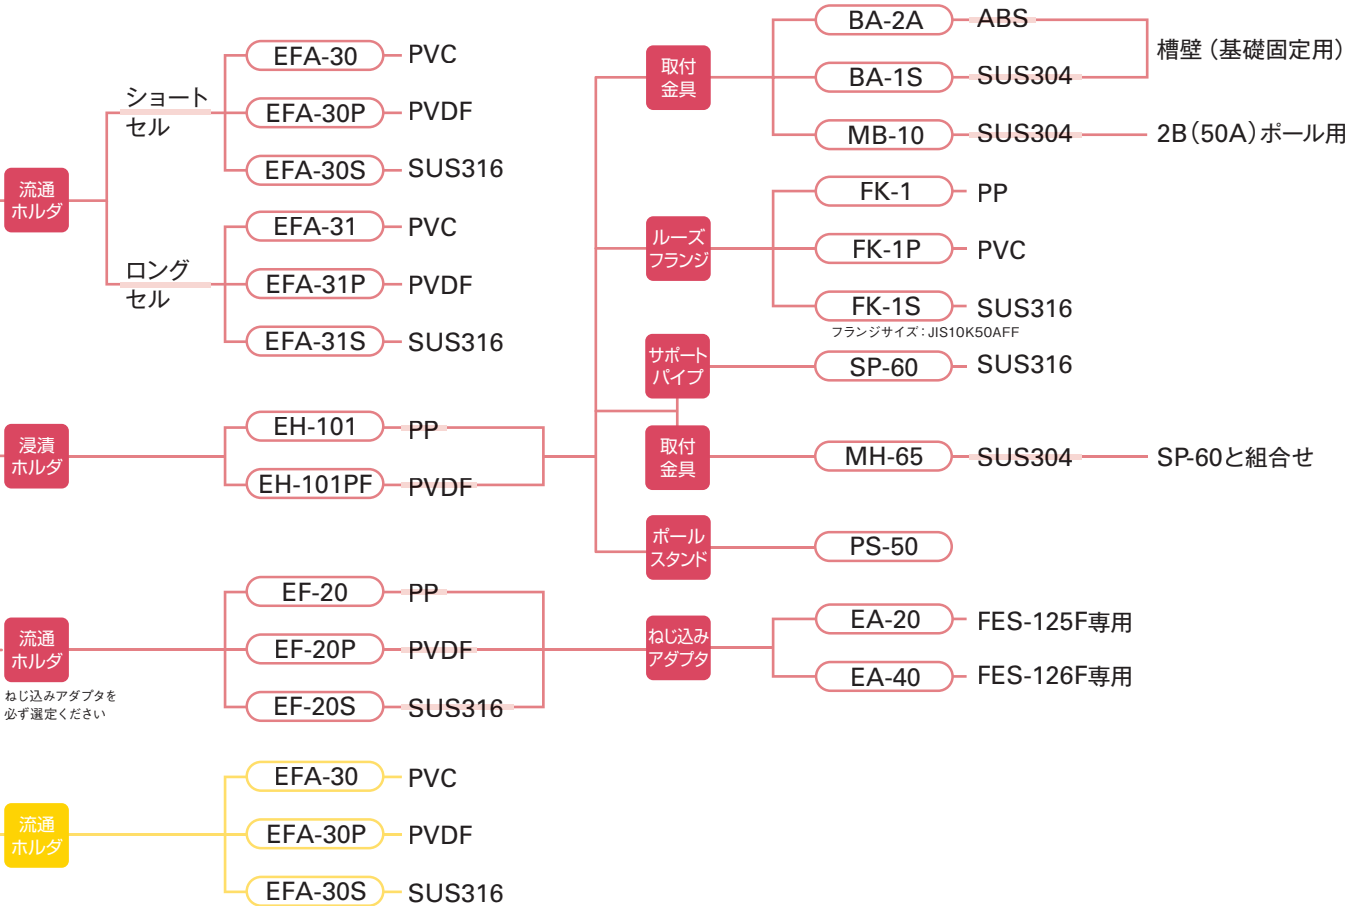 流通
ホルダ
ショート
セル
EFA-30
PVC
EFA-30P
PVDF
EFA-30S
SUS316
ロング
セル
EFA-31
PVC
EFA-31P
PVDF
EFA-31S
SUS316
浸漬
ホルダ
EH-101
PP
EH-101PF
PVDF
取付
金具
BA-2A
ABS
BA-1S
SUS304
槽壁（基礎固定用）
MB-10
SUS304
2B（50A）ポール用
ルーズ
フランジ
FK-1
PP
FK-1P
PVC
FK-1S
SUS316
フランジサイズ：JIS10K50AFF
サポート
パイプ
SP-60
SUS316
取付
金具
MH-65
SUS304
SP-60と組合せ
ポール
スタンド
PS-50
流通
ホルダ
ねじ込みアダプタを
必ず選定ください
EF-20
PP
EF-20P
PVDF
EF-20S
SUS316
ねじ込み
アダプタ
EA-20
FES-125F専用
EA-40
FES-126F専用
流通
ホルダ
EFA-30
PVC
EFA-30P
PVDF
EFA-30S
SUS316